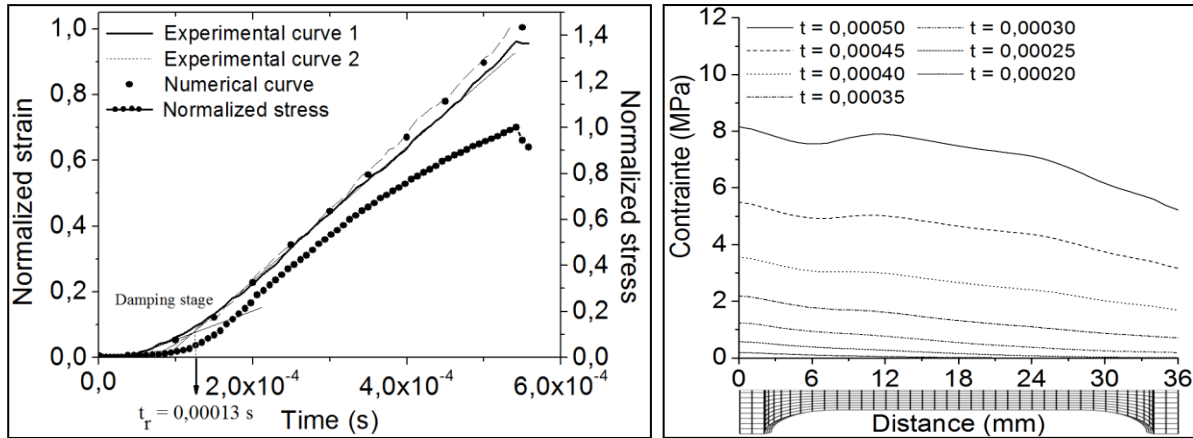 1,0
0,8
0,6
0,4
0,2
0,0
Normalized strain
Experimental curve 1
Experimental curve 2
Numerical curve
Normalized stress
Damping stage
1,4
1,2
1,0
0,8
0,6
0,4
0,2
0,0
Normalized stress
0,0 2,0x10⁻⁴ 4,0x10⁻⁴ 6,0x10⁻⁴
tᵣ = 0,00013 s
Time (s)
12
10
8
6
4
2
0
Contrainte (MPa)
t = 0,00050 t = 0,00030
t = 0,00045 t = 0,00025
t = 0,00040 t = 0,00020
t = 0,00035
0 6 12 18 24 30 36
Distance (mm)